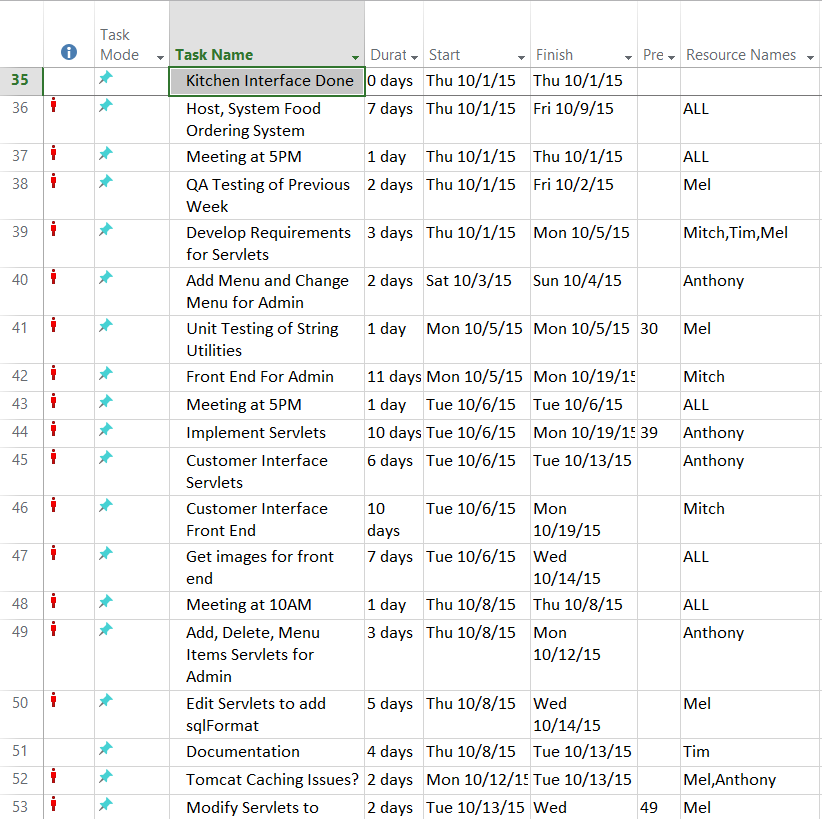 Task Mode Task Name Durat Start Finish Pre Resource Names
35 Kitchen Interface Done 0 days Thu 10/1/15 Thu 10/1/15
36 Host, System Food 7 days Thu 10/1/15 Fri 10/9/15 ALL
Ordering System
37 Meeting at 5PM 1 day Thu 10/1/15 Thu 10/1/15 ALL
38 QA Testing of Previous 2 days Thu 10/1/15 Fri 10/2/15 Mel
Week
39 Develop Requirements 3 days Thu 10/1/15 Mon 10/5/15 Mitch,Tim,Mel
for Servlets
40 Add Menu and Change 2 days Sat 10/3/15 Sun 10/4/15 Anthony
Menu for Admin
41 Unit Testing of String 1 day Mon 10/5/15 Mon 10/5/15 30 Mel
Utilities
42 Front End For Admin 11 days Mon 10/5/15 Mon 10/19/15 Mitch
43 Meeting at 5PM 1 day Tue 10/6/15 Tue 10/6/15 ALL
44 Implement Servlets 10 days Tue 10/6/15 Mon 10/19/15 39 Anthony
45 Customer Interface 6 days Tue 10/6/15 Tue 10/13/15 Anthony
Servlets
46 Customer Interface 10 Tue 10/6/15 Mon Mitch
Front End days 10/19/15
47 Get images for front 7 days Tue 10/6/15 Wed ALL
end 10/14/15
48 Meeting at 10AM 1 day Thu 10/8/15 Thu 10/8/15 ALL
49 Add, Delete, Menu 3 days Thu 10/8/15 Mon Anthony
Items Servlets for 10/12/15
Admin
50 Edit Servlets to add 5 days Thu 10/8/15 Wed Mel
sqlFormat 10/14/15
51 Documentation 4 days Thu 10/8/15 Tue 10/13/15 Tim
52 Tomcat Caching Issues? 2 days Mon 10/12/15 Tue 10/13/15 Mel,Anthony
53 Modify Servlets to 2 days Tue 10/13/15 Wed 49 Mel